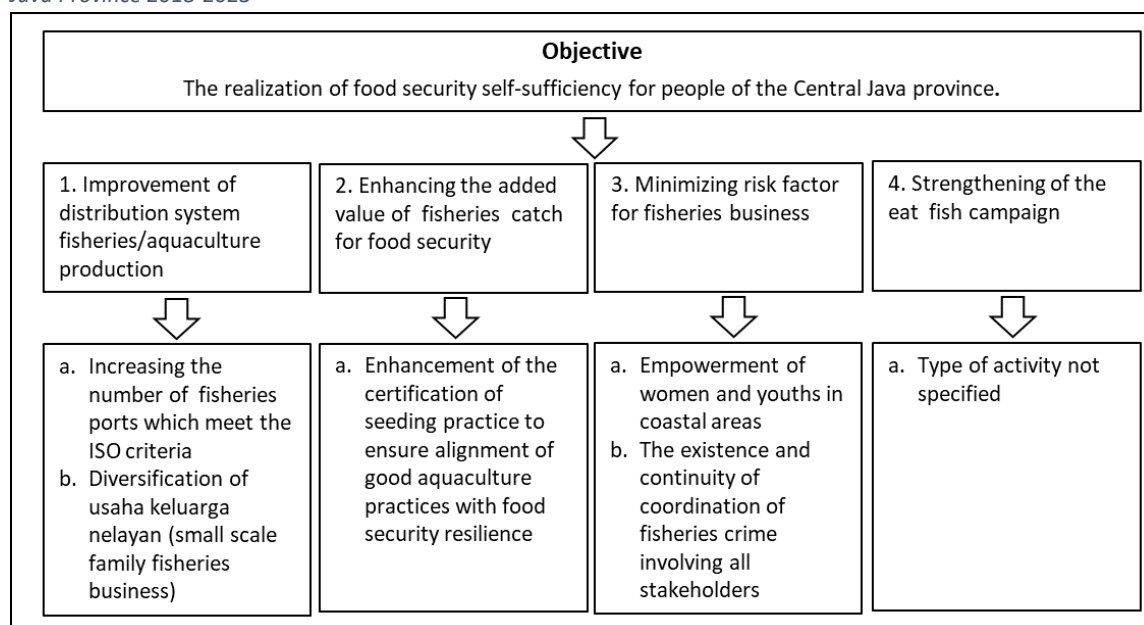 Java Province 2018-2023
Objective
The realization of food security self-sufficiency for people of the Central Java province.
1. Improvement of
distribution system
fisheries/aquaculture
production
2. Enhancing the added
value of fisheries catch
for food security
3. Minimizing risk factor
for fisheries business
4. Strengthening of the
eat fish campaign
a. Increasing the
number of fisheries
ports which meet the
ISO criteria
b. Diversification of
usaha keluarga
nelayan (small scale
family fisheries
business)
a. Enhancement of the
certification of
seeding practice to
ensure alignment of
good aquaculture
practices with food
security resilience
a. Empowerment of
women and youths in
coastal areas
b. The existence and
continuity of
coordination of
fisheries crime
involving all
stakeholders
a. Type of activity not
specified